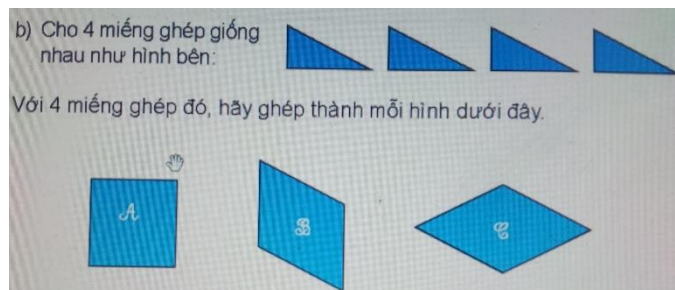 b) Cho 4 miếng ghép giống
nhau như hình bên:
Với 4 miếng ghép đó, hãy ghép thành mỗi hình dưới đây.
A
B
C